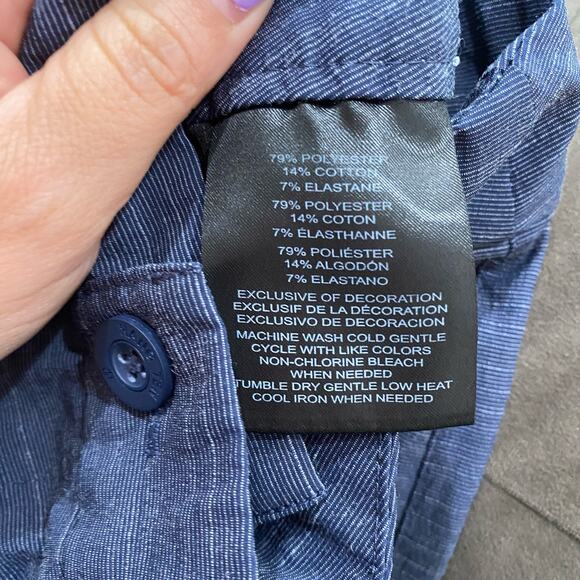 79% POLYESTER
14% COTTON
7% ELASTANE
79% POLYESTER
14% COTON
7% ÉLASTHANNE
79% POLIÉSTER
14% ALGODÓN
7% ELASTANO
EXCLUSIVE OF DECORATION
EXCLUSIF DE LA DÉCORATION
EXCLUSIVO DE DECORACION
MACHINE WASH COLD GENTLE
CYCLE WITH LIKE COLORS
NON-CHLORINE BLEACH
WHEN NEEDED
TUMBLE DRY GENTLE LOW HEAT
COOL IRON WHEN NEEDED